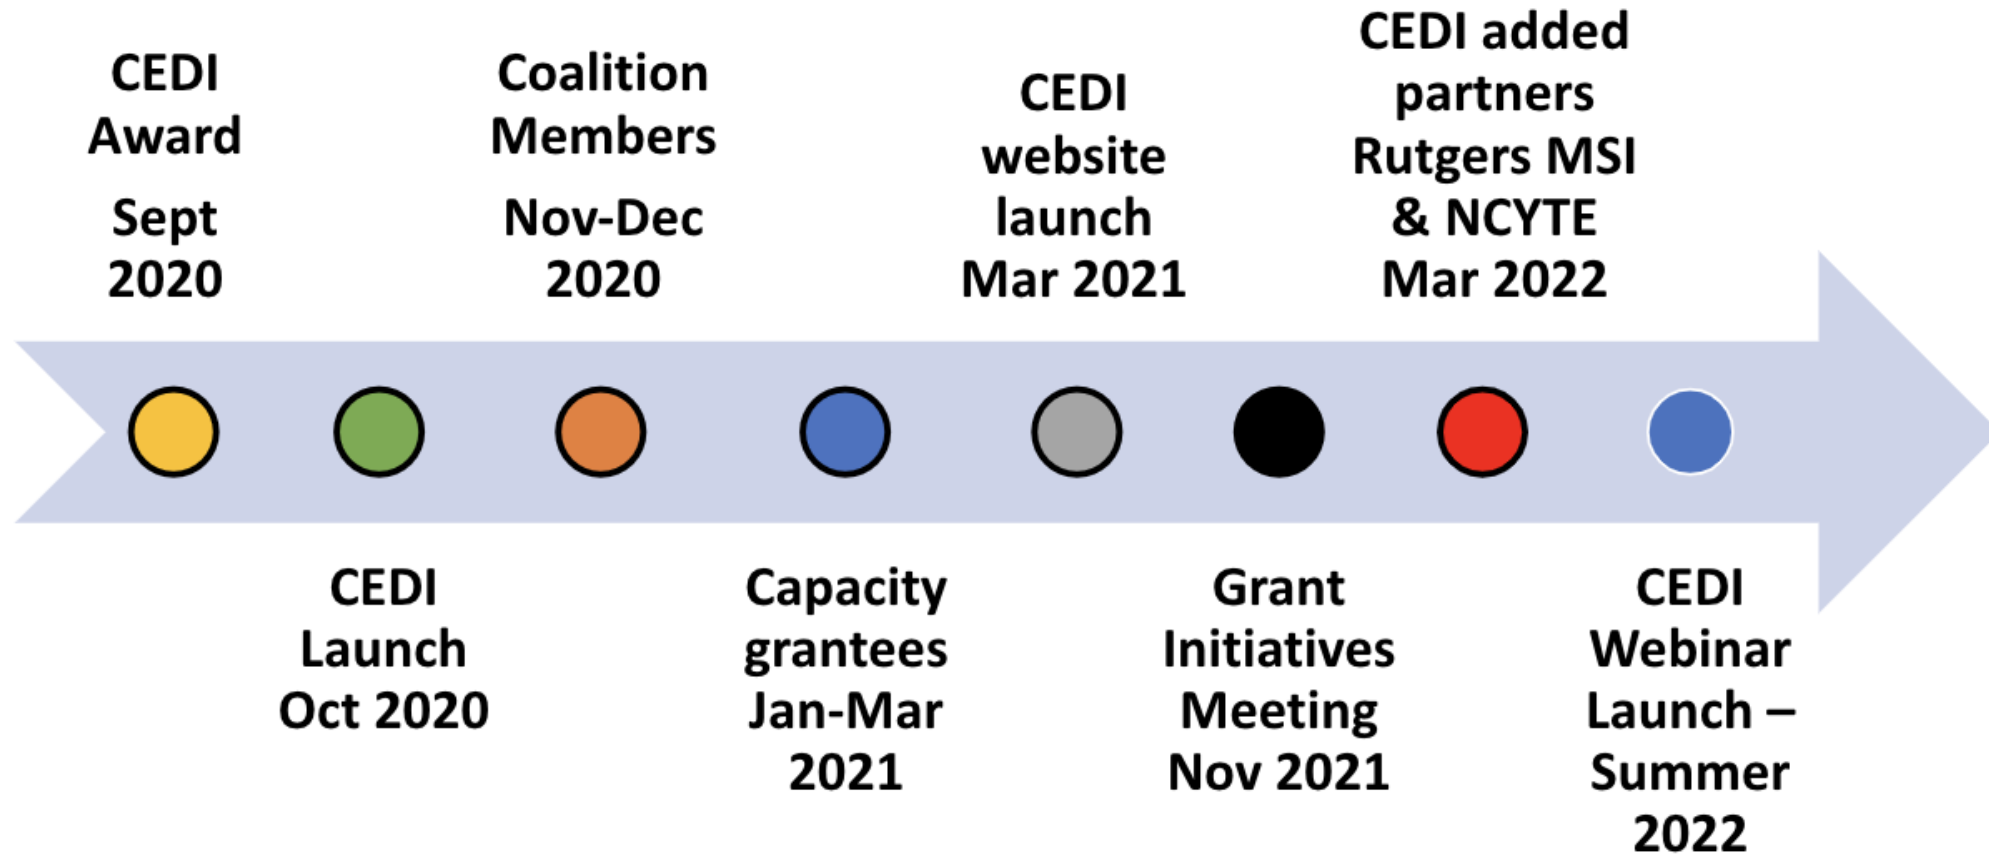 CEDI
Award
Sept
2020
CEDI
Launch
Oct 2020
Coalition
Members
Nov-Dec
2020
Capacity
grantees
Jan-Mar
2021
CEDI
website
launch
Mar 2021
Grant
Initiatives
Meeting
Nov 2021
CEDI added
partners
Rutgers MSI
& NCYTE
Mar 2022
CEDI
Webinar
Launch –
Summer
2022